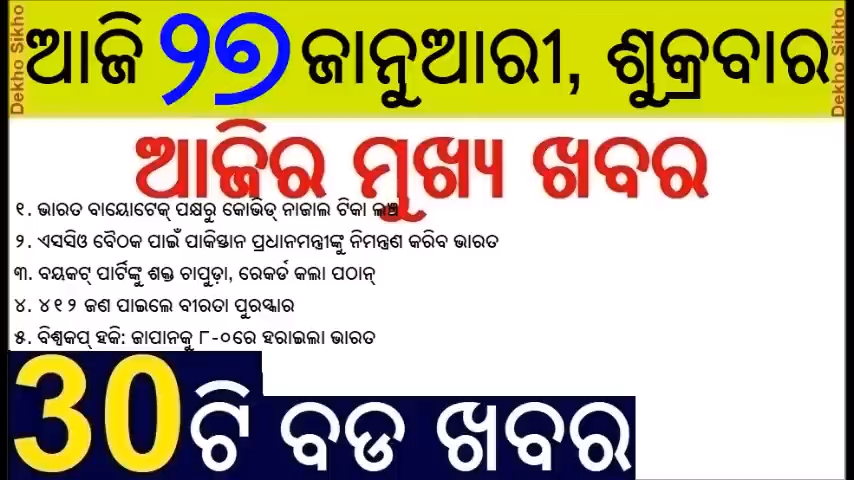 Dekho Sikho
ଆଜି ୨୭ ଜାନୁଆରୀ, ଶୁକ୍ରବାର
Dekho Sikho
ଆଜିର ମୁଖ୍ୟ ଖବର
୧. ଭାରତ ବାୟୋଟେକ୍ ପକ୍ଷରୁ କୋଭିଡ୍ ନାଜାଲ ଟିକା ଲଞ୍ଚ
୨. ଏସସିଓ ବୈଠକ ପାଇଁ ପାକିସ୍ତାନ ପ୍ରଧାନମନ୍ତ୍ରୀଙ୍କୁ ନିମନ୍ତ୍ରଣ କରିବ ଭାରତ
୩. ବୟକଟ୍ ପାର୍ଟିଙ୍କୁ ଶକ୍ତ ଚାପୁଡ଼ା, ରେକର୍ଡ କଲା ପଠାନ୍
୪. ୪୧୨ ଜଣ ପାଇଲେ ବୀରତା ପୁରସ୍କାର
୫. ବିଶ୍ୱକପ୍ ହକି: ଜାପାନକୁ ୮-୦ରେ ହରାଇଲା ଭାରତ
30ଟି ବଡ ଖବର